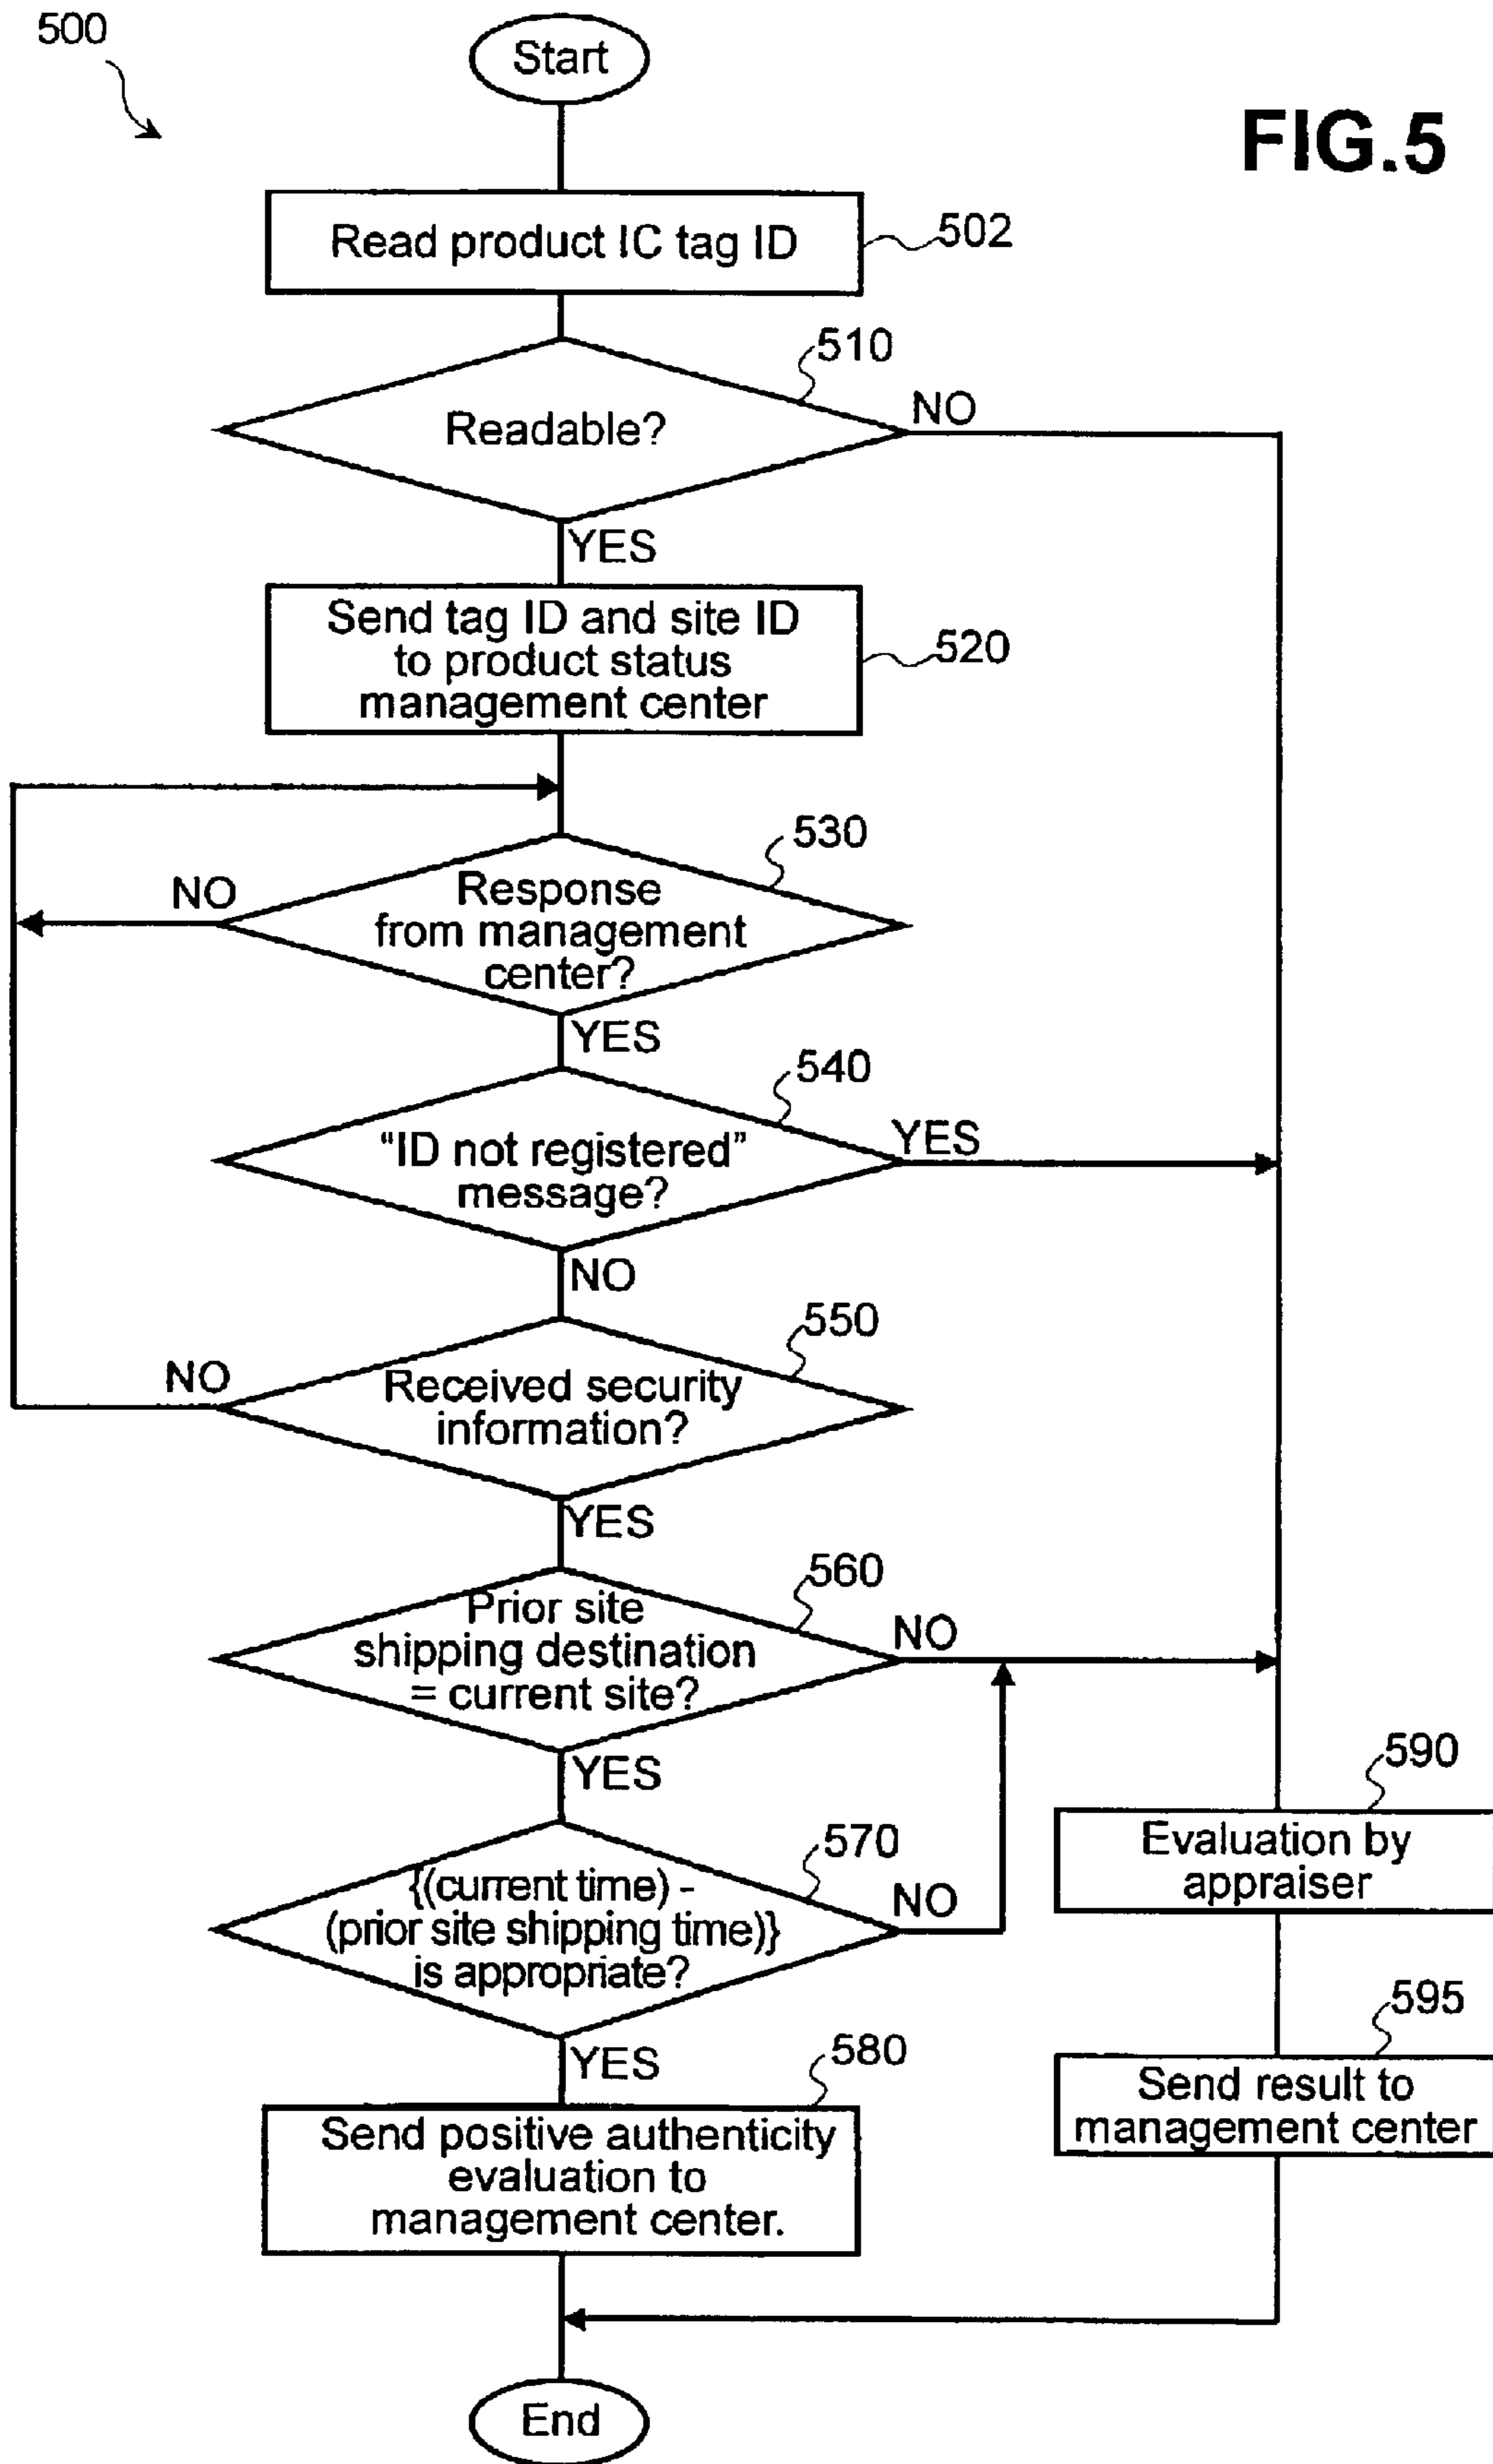 500
Start
FIG.5
Read product IC tag ID
502
510
Readable?
NO
YES
Send tag ID and site ID
to product status
management center
520
530
NO
Response
from management
center?
YES
540
“ID not registered”
message?
YES
NO
550
NO
Received security
information?
YES
560
Prior site
shipping destination
= current site?
NO
YES
570
{(current time) -
(prior site shipping time)}
is appropriate?
NO
590
Evaluation by
appraiser
YES
580
Send positive authenticity
evaluation to
management center.
595
Send result to
management center
End